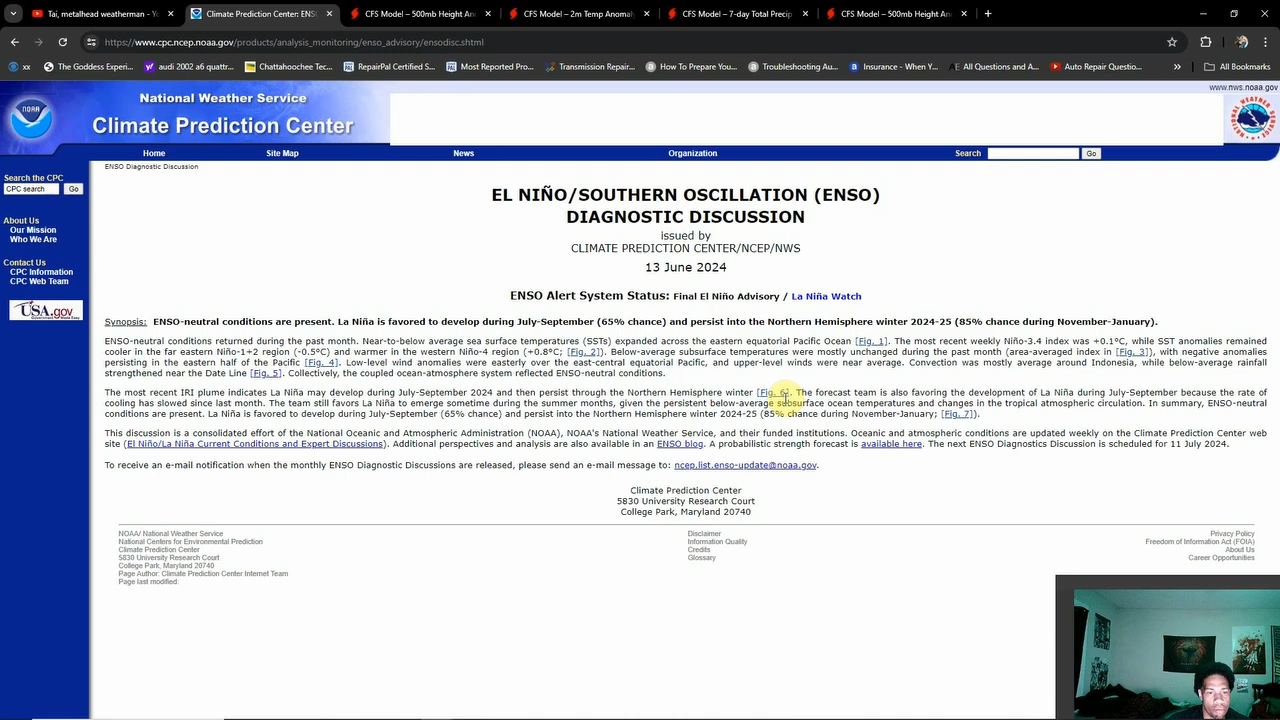 Tai, metalhead weatherman - Yo
Climate Prediction Center: ENSO
CFS Model – 500mb Height And
CFS Model – 2m Temp Anomal
CFS Model – 7-day Total Precip
CFS Model – 500mb Height And
https://www.cpc.ncep.noaa.gov/products/analysis_monitoring/enso_advisory/ensodisc.shtml
xx
The Goddess Experi...
audi 2002 a6 quattr...
Chattahoochee Tec...
RepairPal Certified S...
Most Reported Pro...
Transmission Repair...
How To Prepare You...
Troubleshooting Au...
Insurance - When Y...
All Questions and A...
Auto Repair Questio...
All Bookmarks
www.nws.noaa.gov
National Weather Service
NOAA
Climate Prediction Center
Home Site Map News Organization Search Go
ENSO Diagnostic Discussion
Search the CPC
CPC search Go
About Us
Our Mission
Who We Are
Contact Us
CPC Information
CPC Web Team
USA.gov
EL NIÑO/SOUTHERN OSCILLATION (ENSO)
DIAGNOSTIC DISCUSSION
issued by
CLIMATE PREDICTION CENTER/NCEP/NWS
13 June 2024
ENSO Alert System Status: Final El Niño Advisory / La Niña Watch
Synopsis: ENSO-neutral conditions are present. La Niña is favored to develop during July-September (65% chance) and persist into the Northern Hemisphere winter 2024-25 (85% chance during November-January).
ENSO-neutral conditions returned during the past month. Near-to-below average sea surface temperatures (SSTs) expanded across the eastern equatorial Pacific Ocean [Fig. 1]. The most recent weekly Niño-3.4 index was +0.1°C, while SST anomalies remained
cooler in the far eastern Niño-1+2 region (-0.5°C) and warmer in the western Niño-4 region (+0.8°C; [Fig. 2]). Below-average subsurface temperatures were mostly unchanged during the past month (area-averaged index in [Fig. 3]), with negative anomalies
persisting in the eastern half of the Pacific [Fig. 4]. Low-level wind anomalies were easterly over the east-central equatorial Pacific, and upper-level winds were near average. Convection was mostly average around Indonesia, while below-average rainfall
strengthened near the Date Line [Fig. 5]. Collectively, the coupled ocean-atmosphere system reflected ENSO-neutral conditions.
The most recent IRI plume indicates La Niña may develop during July-September 2024 and then persist through the Northern Hemisphere winter [Fig. 6]. The forecast team is also favoring the development of La Niña during July-September because the rate of
cooling has slowed since last month. The team still favors La Niña to emerge sometime during the summer months, given the persistent below-average subsurface ocean temperatures and changes in the tropical atmospheric circulation. In summary, ENSO-neutral
conditions are present. La Niña is favored to develop during July-September (65% chance) and persist into the Northern Hemisphere winter 2024-25 (85% chance during November-January; [Fig. 7]).
This discussion is a consolidated effort of the National Oceanic and Atmospheric Administration (NOAA), NOAA's National Weather Service, and their funded institutions. Oceanic and atmospheric conditions are updated weekly on the Climate Prediction Center web
site (El Niño/La Niña Current Conditions and Expert Discussions). Additional perspectives and analysis are also available in an ENSO blog. A probabilistic strength forecast is available here. The next ENSO Diagnostics Discussion is scheduled for 11 July 2024.
To receive an e-mail notification when the monthly ENSO Diagnostic Discussions are released, please send an e-mail message to: ncep.list.enso-update@noaa.gov.
Climate Prediction Center
5830 University Research Court
College Park, Maryland 20740
NOAA/ National Weather Service
National Centers for Environmental Prediction
Climate Prediction Center
5830 University Research Court
College Park, Maryland 20740
Page Author: Climate Prediction Center Internet Team
Page last modified:
Disclaimer
Information Quality
Credits
Glossary
Privacy Policy
Freedom of Information Act (FOIA)
About Us
Career Opportunities